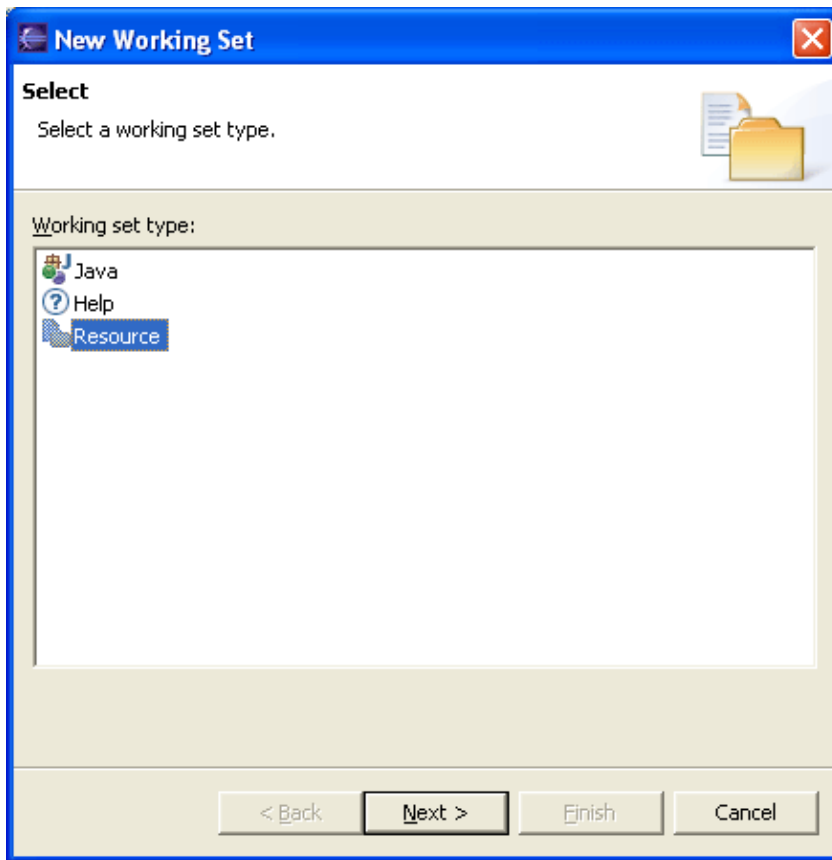 New Working Set
Select
Select a working set type.
Working set type:
Java
Help
Resource
< Back Next > Finish Cancel